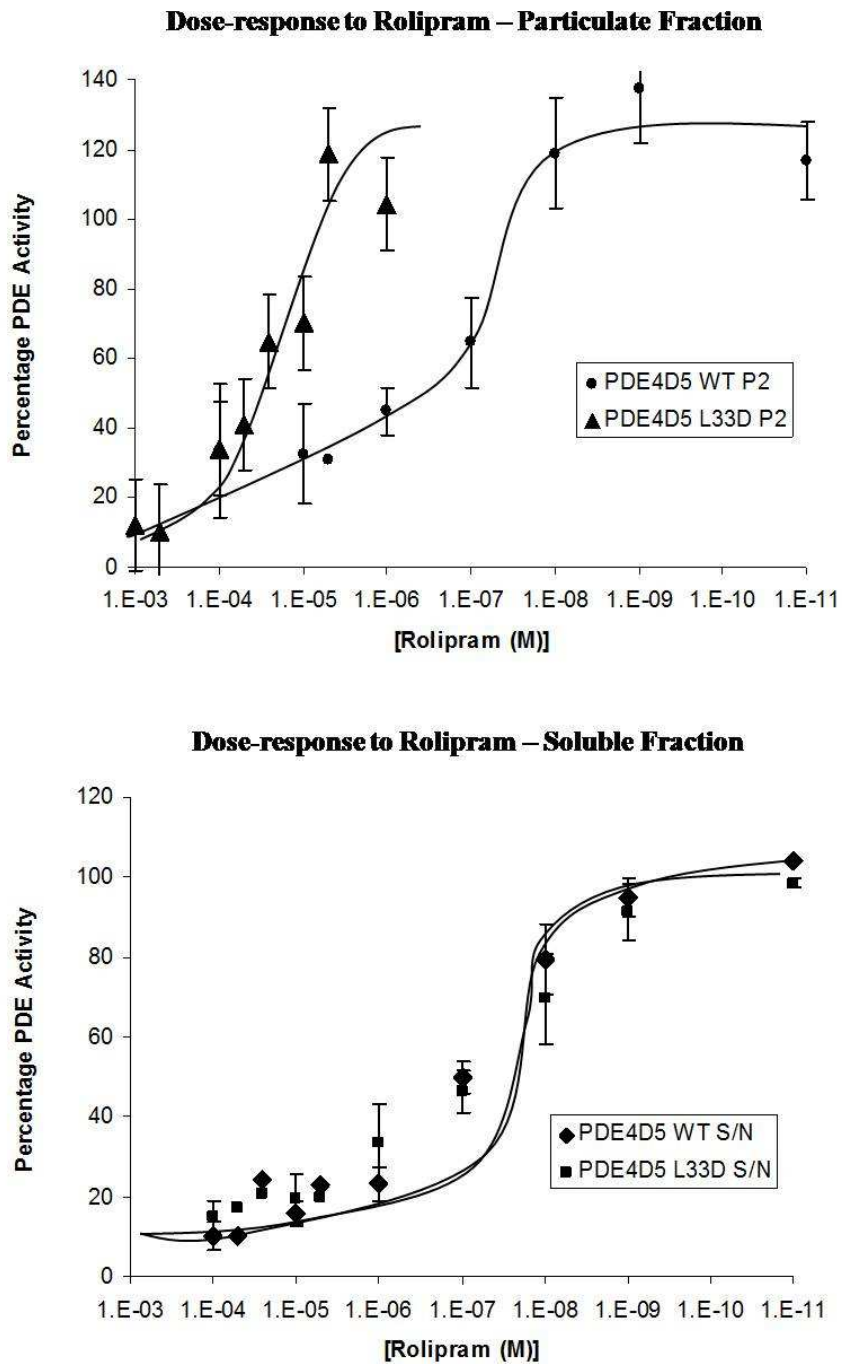 Dose-response to Rolipram – Particulate Fraction
140
120
100
80
60
40
20
0
Percentage PDE Activity
PDE4D5 WT P2
PDE4D5 L33D P2
1.E-03 1.E-04 1.E-05 1.E-06 1.E-07 1.E-08 1.E-09 1.E-10 1.E-11
[Rolipram (M)]
Dose-response to Rolipram – Soluble Fraction
120
100
80
60
40
20
0
Percentage PDE Activity
PDE4D5 WT S/N
PDE4D5 L33D S/N
1.E-03 1.E-04 1.E-05 1.E-06 1.E-07 1.E-08 1.E-09 1.E-10 1.E-11
[Rolipram (M)]